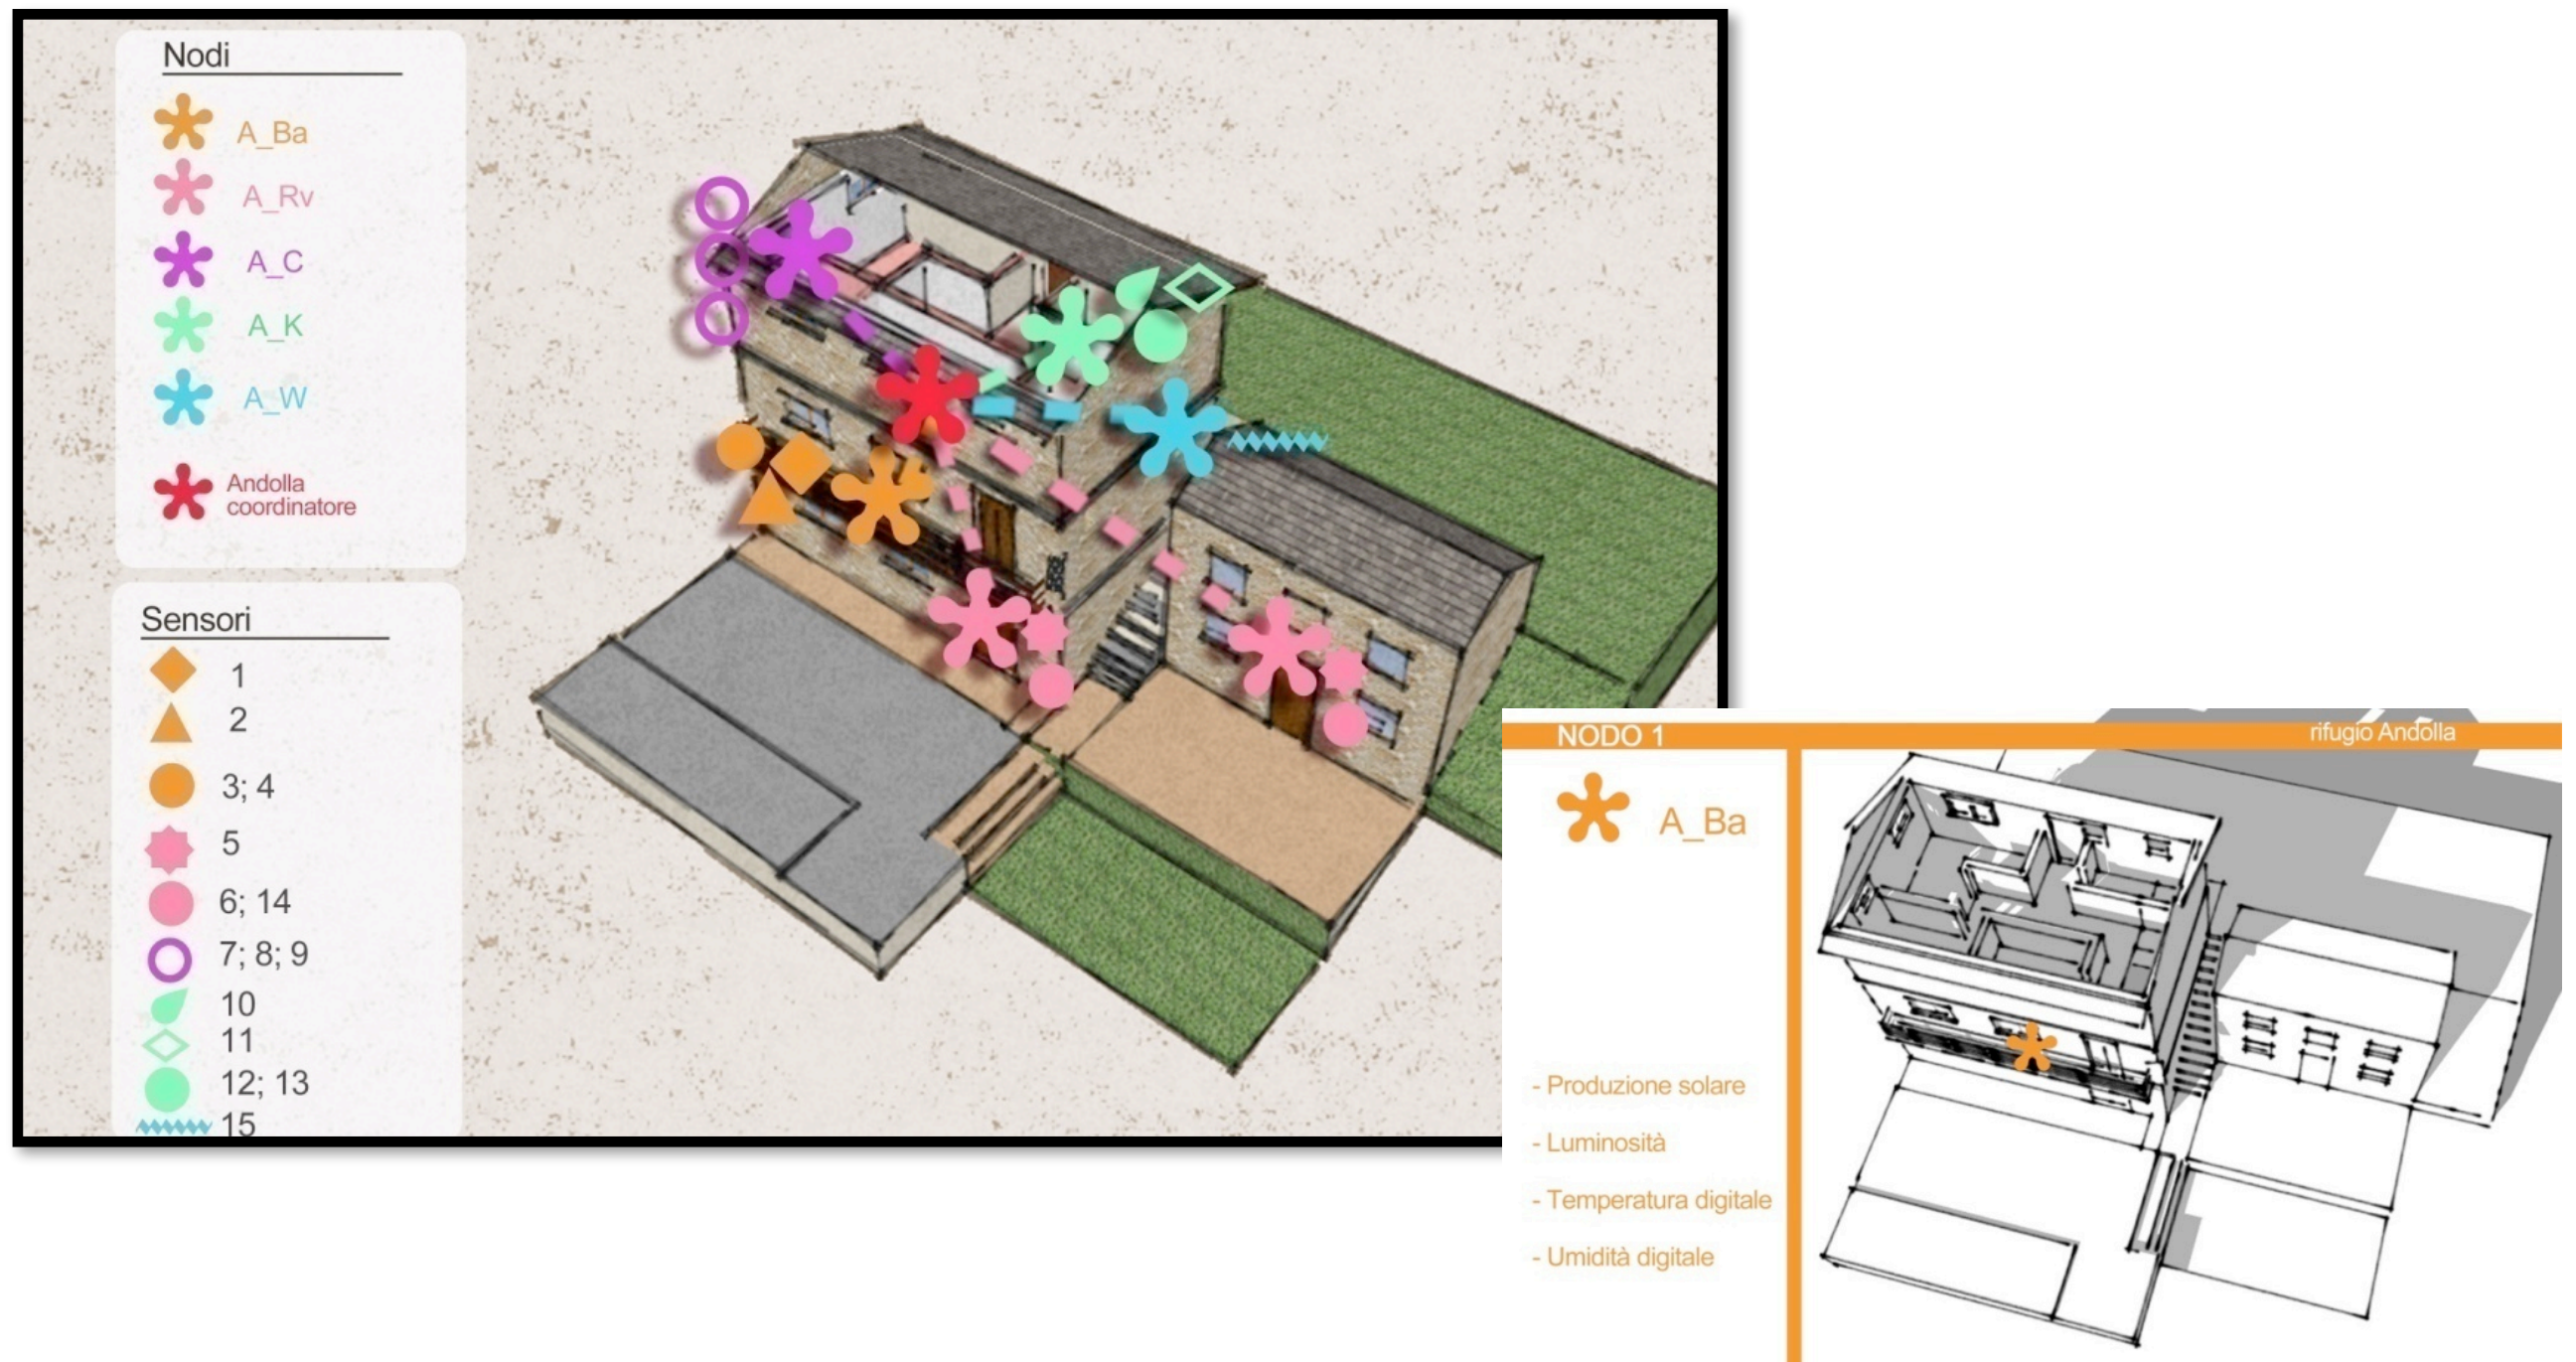 Nodi
A_Ba
A_Rv
A_C
A_K
A_W
Andolla
coordinatore
Sensori
1
2
3; 4
5
6; 14
7; 8; 9
10
11
12; 13
15
NODO 1
rifugio Andolla
A_Ba
- Produzione solare
- Luminosità
- Temperatura digitale
- Umidità digitale